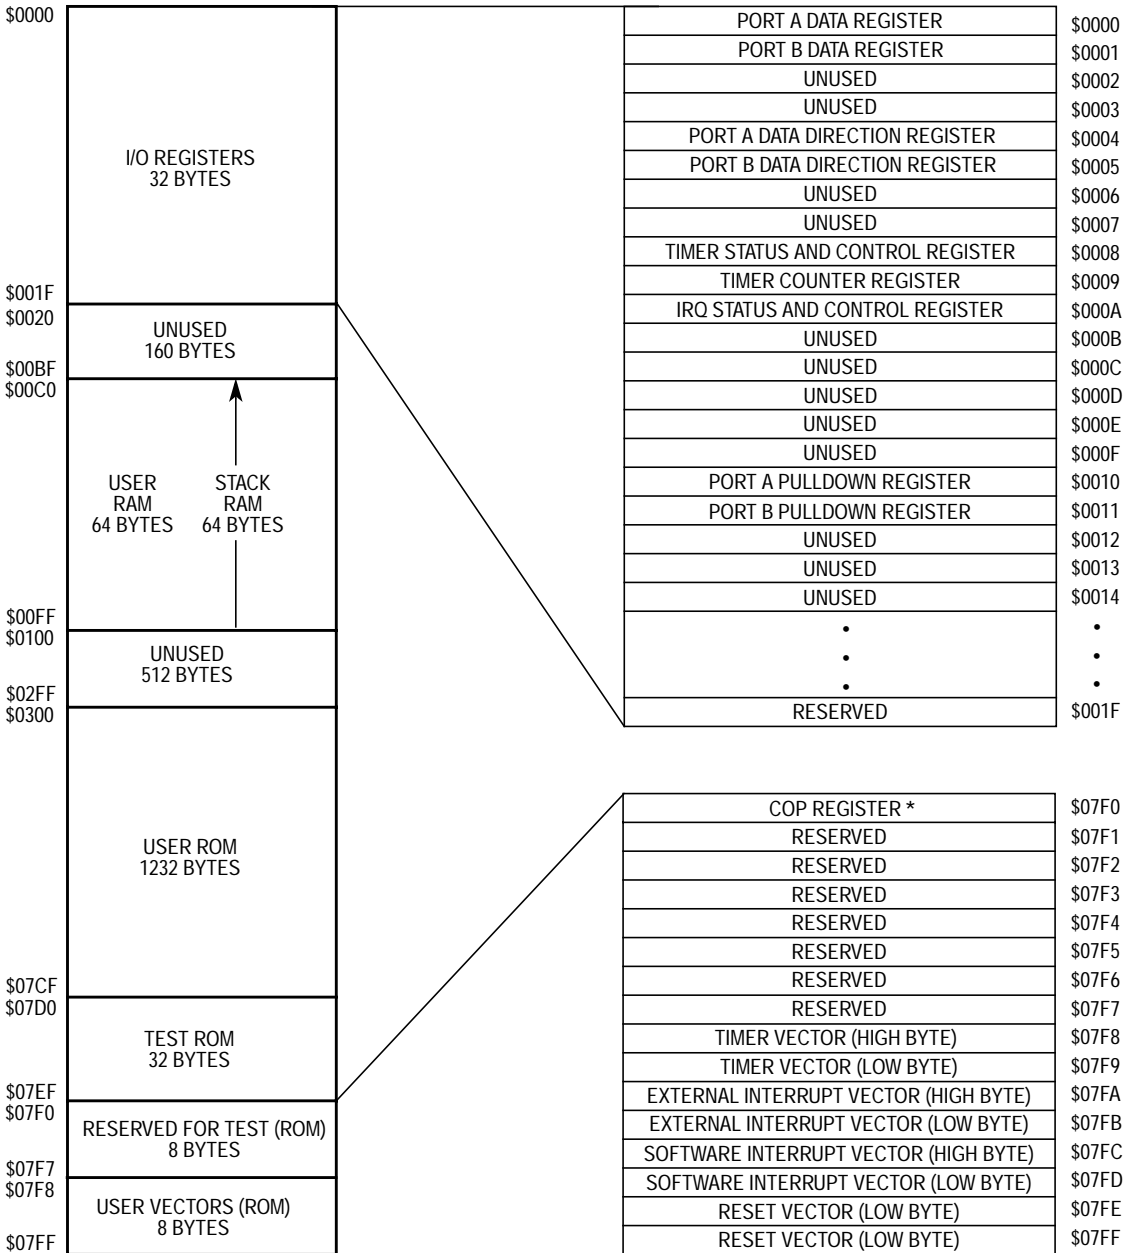 $0000
I/O REGISTERS
32 BYTES
$001F
$0020
UNUSED
160 BYTES
$00BF
$00C0
USER
RAM
64 BYTES
STACK
RAM
64 BYTES
$00FF
$0100
UNUSED
512 BYTES
$02FF
$0300
USER ROM
1232 BYTES
$07CF
$07D0
TEST ROM
32 BYTES
$07EF
$07F0
RESERVED FOR TEST (ROM)
8 BYTES
$07F7
$07F8
USER VECTORS (ROM)
8 BYTES
$07FF
PORT A DATA REGISTER $0000
PORT B DATA REGISTER $0001
UNUSED $0002
UNUSED $0003
PORT A DATA DIRECTION REGISTER $0004
PORT B DATA DIRECTION REGISTER $0005
UNUSED $0006
UNUSED $0007
TIMER STATUS AND CONTROL REGISTER $0008
TIMER COUNTER REGISTER $0009
IRQ STATUS AND CONTROL REGISTER $000A
UNUSED $000B
UNUSED $000C
UNUSED $000D
UNUSED $000E
UNUSED $000F
PORT A PULLDOWN REGISTER $0010
PORT B PULLDOWN REGISTER $0011
UNUSED $0012
UNUSED $0013
UNUSED $0014
• •
• •
• •
RESERVED $001F
COP REGISTER * $07F0
RESERVED $07F1
RESERVED $07F2
RESERVED $07F3
RESERVED $07F4
RESERVED $07F5
RESERVED $07F6
RESERVED $07F7
TIMER VECTOR (HIGH BYTE) $07F8
TIMER VECTOR (LOW BYTE) $07F9
EXTERNAL INTERRUPT VECTOR (HIGH BYTE) $07FA
EXTERNAL INTERRUPT VECTOR (LOW BYTE) $07FB
SOFTWARE INTERRUPT VECTOR (HIGH BYTE) $07FC
SOFTWARE INTERRUPT VECTOR (LOW BYTE) $07FD
RESET VECTOR (LOW BYTE) $07FE
RESET VECTOR (LOW BYTE) $07FF